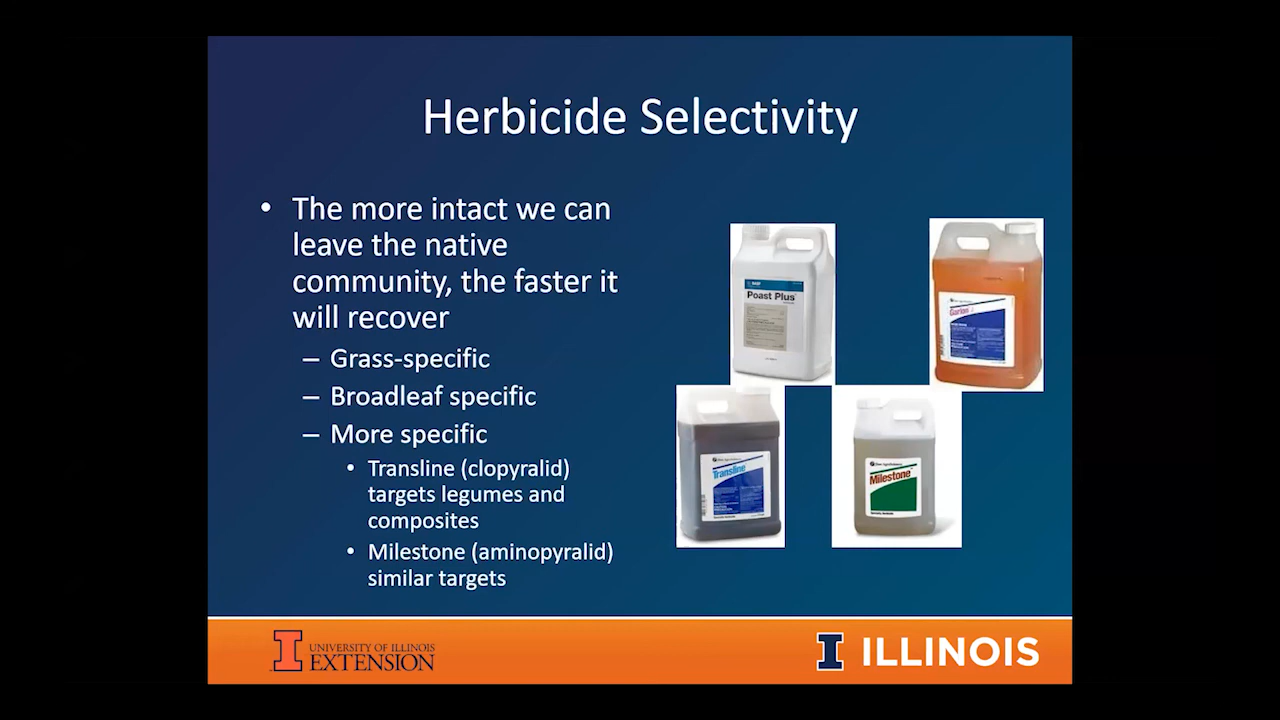 Herbicide Selectivity
• The more intact we can
leave the native
community, the faster it
will recover
– Grass-specific
– Broadleaf specific
– More specific
• Transline (clopyralid)
targets legumes and
composites
• Milestone (aminopyralid)
similar targets
BASF
Poast Plus
Garlon
Transline
Milestone
I UNIVERSITY OF ILLINOIS
EXTENSION
I ILLINOIS